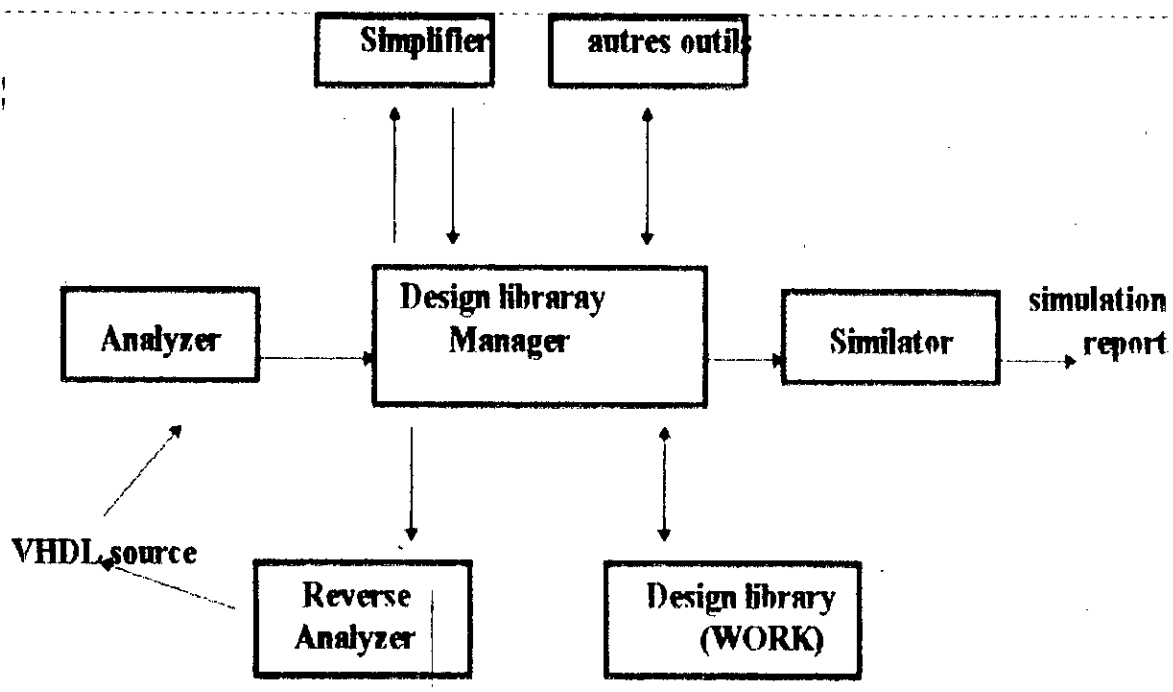 Simplifier
autres outils
Design libraray
Manager
Analyzer
Similator
simulation
report
VHDL source
Reverse
Analyzer
Design library
(WORK)